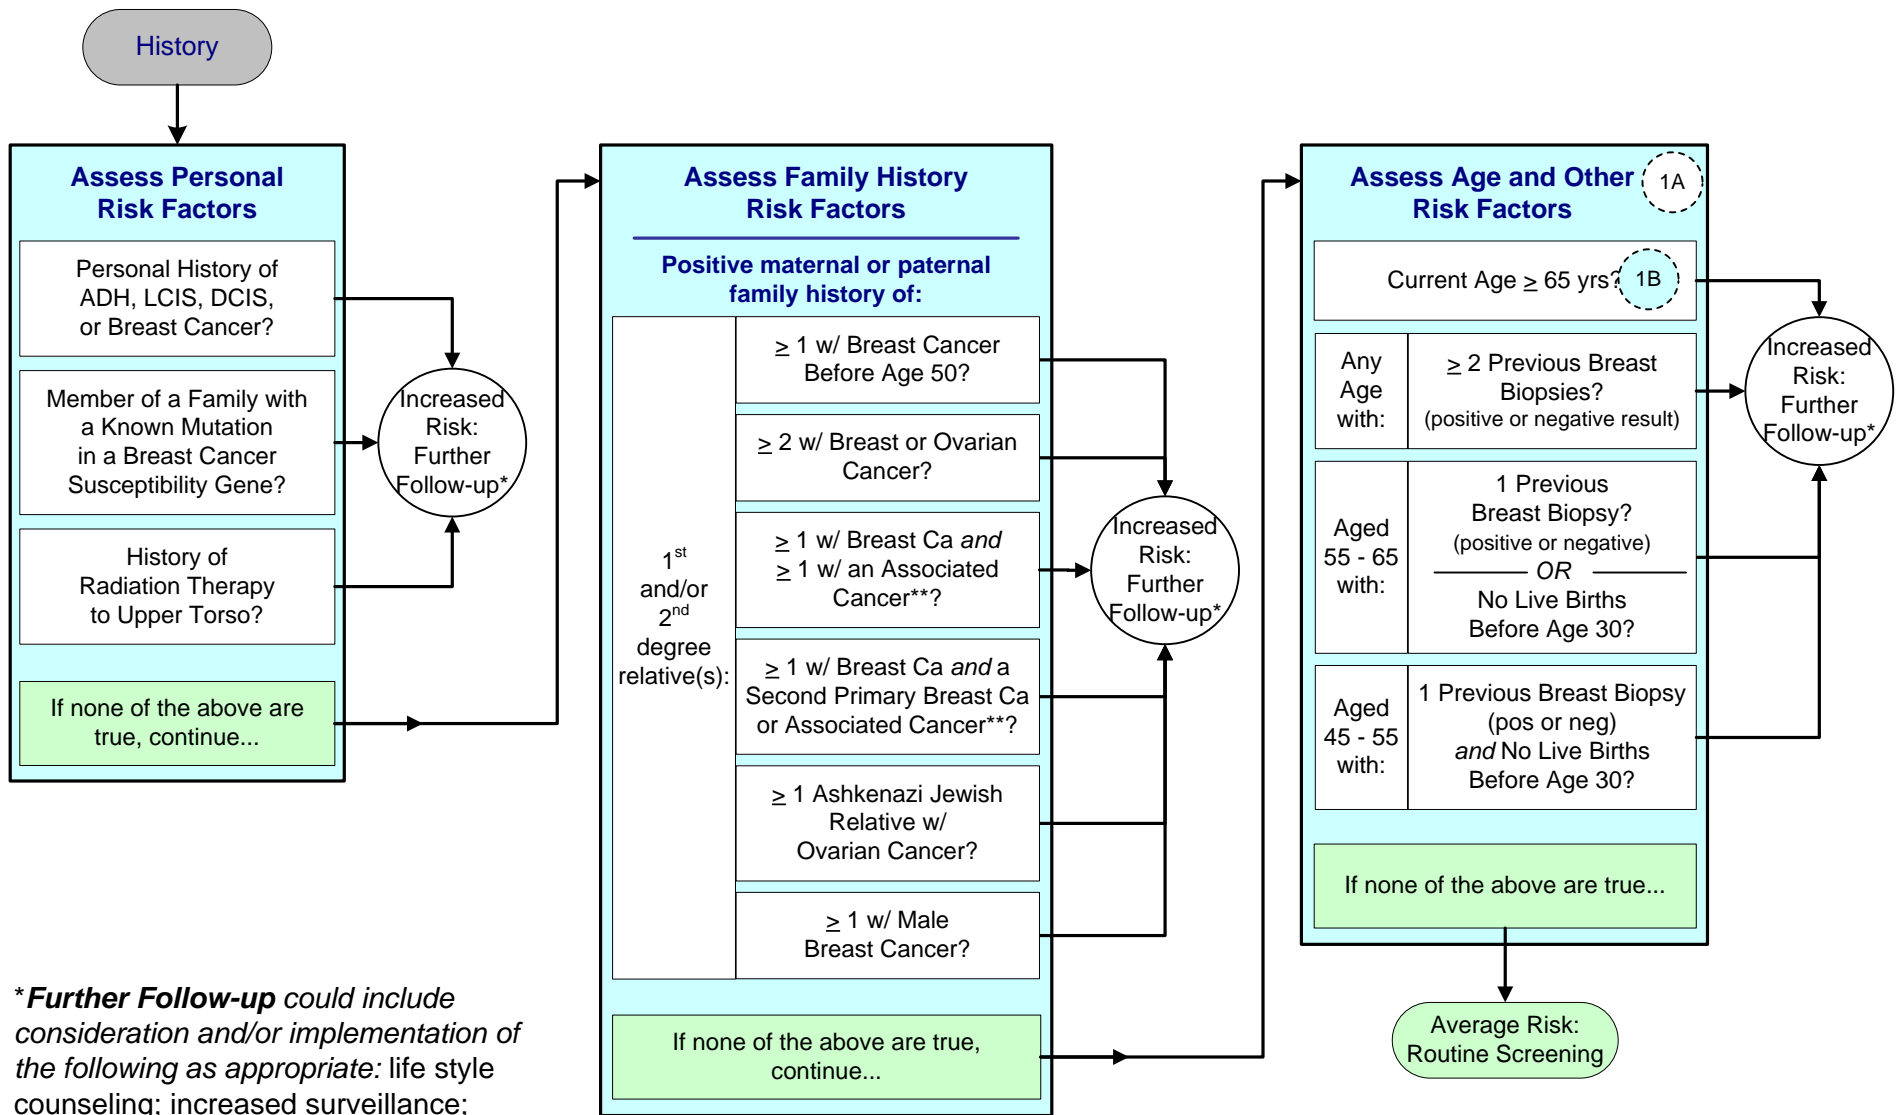 History
Assess Personal
Risk Factors
Personal History of
ADH, LCIS, DCIS,
or Breast Cancer?
Member of a Family with
a Known Mutation
in a Breast Cancer
Susceptibility Gene?
History of
Radiation Therapy
to Upper Torso?
If none of the above are
true, continue...
Increased
Risk:
Further
Follow-up*
Assess Family History
Risk Factors
Positive maternal or paternal
family history of:
1st
and/or
2nd
degree
relative(s):
≥ 1 w/ Breast Cancer
Before Age 50?
≥ 2 w/ Breast or Ovarian
Cancer?
≥ 1 w/ Breast Ca and
≥ 1 w/ an Associated
Cancer**?
≥ 1 w/ Breast Ca and a
Second Primary Breast Ca
or Associated Cancer**?
≥ 1 Ashkenazi Jewish
Relative w/
Ovarian Cancer?
≥ 1 w/ Male
Breast Cancer?
If none of the above are true,
continue...
Increased
Risk:
Further
Follow-up*
Assess Age and Other
Risk Factors
1A
Current Age ≥ 65 yrs?
1B
Any
Age
with:
≥ 2 Previous Breast
Biopsies?
(positive or negative result)
Aged
55 - 65
with:
1 Previous
Breast Biopsy?
(positive or negative)
OR
No Live Births
Before Age 30?
Aged
45 - 55
with:
1 Previous Breast Biopsy
(pos or neg)
and No Live Births
Before Age 30?
If none of the above are true...
Increased
Risk:
Further
Follow-up*
Average Risk:
Routine Screening
*Further Follow-up could include
consideration and/or implementation of
the following as appropriate: life style
counseling; increased surveillance;